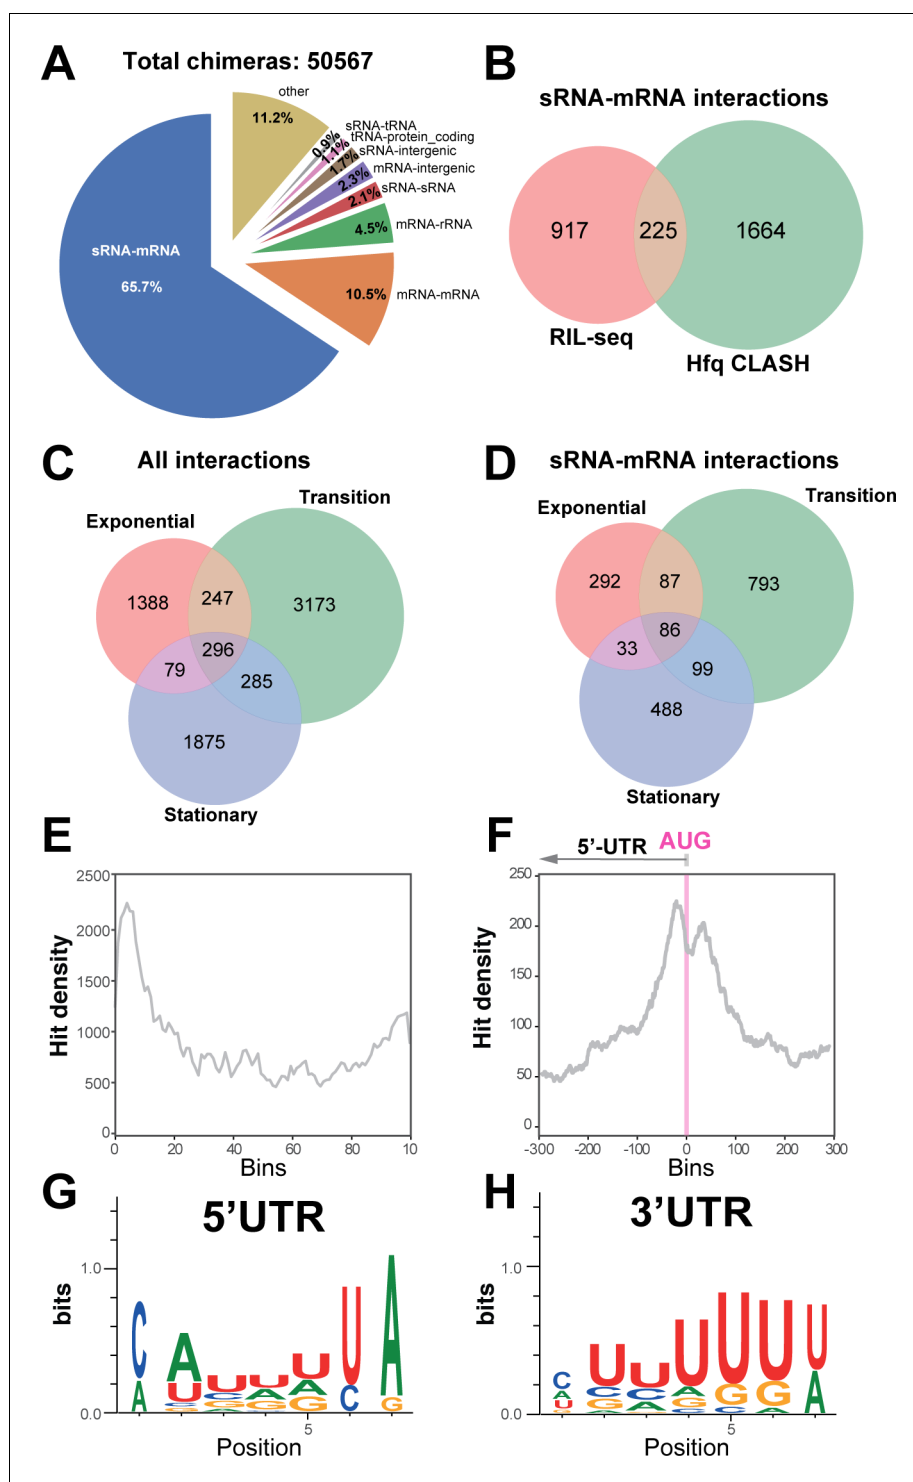 A
Total chimeras: 50567
other
11.2%
sRNA-tRNA
0.9%
tRNA-protein_coding
1.1%
sRNA-intergenic
1.7%
mRNA-intergenic
2.3%
sRNA-sRNA
2.1%
mRNA-rRNA
4.5%
mRNA-mRNA
10.5%
sRNA-mRNA
65.7%
B
sRNA-mRNA interactions
917
225
1664
RIL-seq
Hfq CLASH
C
All interactions
Transition
Exponential
1388
247
3173
296
79
285
1875
Stationary
D
sRNA-mRNA interactions
Transition
Exponential
292
87
793
86
33
99
488
Stationary
E
Hit density
2500
2000
1500
1000
500
0
0 20 40 60 80 10
Bins
F
5'-UTR
AUG
Hit density
250
200
150
100
50
0
-300 -200 -100 0 100 200 300
Bins
G
5'UTR
bits
1.0
0.0
5
Position
H
3'UTR
bits
1.0
0.0
5
Position